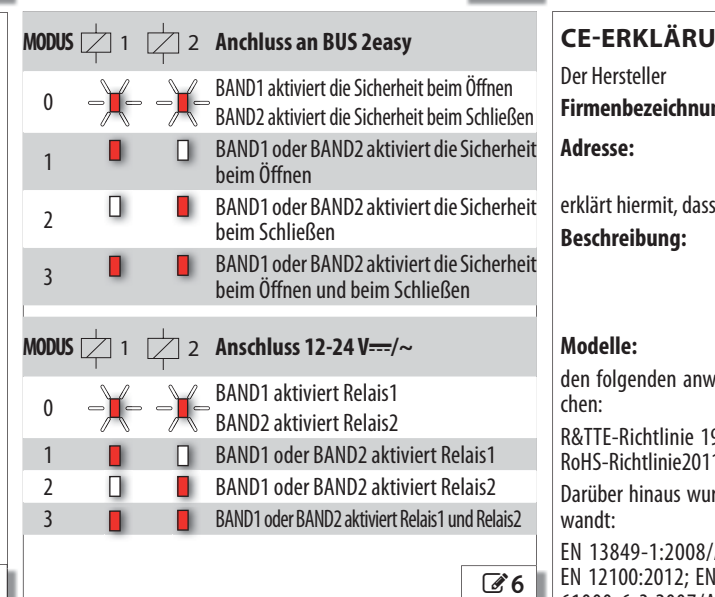 MODUS 1 2 Anchluss an BUS 2easy
0 BAND1 aktiviert die Sicherheit beim Öffnen
BAND2 aktiviert die Sicherheit beim Schließen
1 BAND1 oder BAND2 aktiviert die Sicherheit
beim Öffnen
2 BAND1 oder BAND2 aktiviert die Sicherheit
beim Schließen
3 BAND1 oder BAND2 aktiviert die Sicherheit
beim Öffnen und beim Schließen
MODUS 1 2 Anschluss 12-24 V⎓/~
0 BAND1 aktiviert Relais1
BAND2 aktiviert Relais2
1 BAND1 oder BAND2 aktiviert Relais1
2 BAND1 oder BAND2 aktiviert Relais2
3 BAND1 oder BAND2 aktiviert Relais1 und Relais2
6
CE-ERKLÄRU
Der Hersteller
Firmenbezeichnu
Adresse:
erklärt hiermit, dass
Beschreibung:
Modelle:
den folgenden anw
chen:
R&TTE-Richtlinie 19
RoHS-Richtlinie2011
Darüber hinaus wur
wandt:
EN 13849-1:2008/
EN 12100:2012; EN